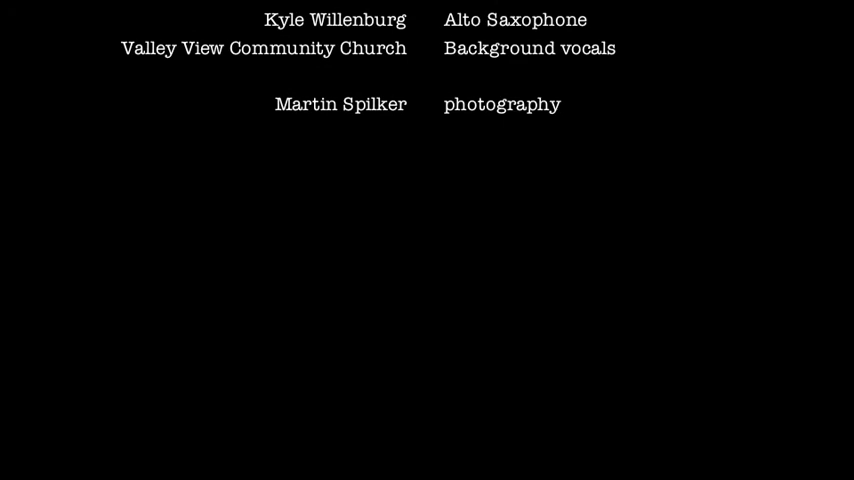 Kyle Willenburg Alto Saxophone
Valley View Community Church Background vocals
Martin Spilker photography